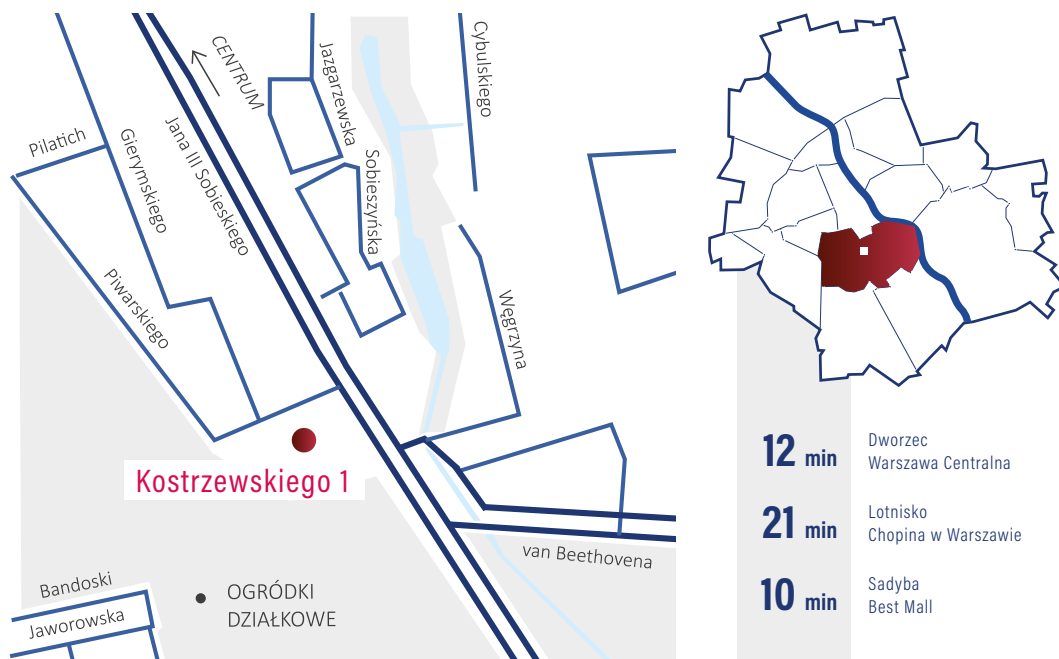 CENTRUM
Jazgarzewska
Cybulskiego
Pilatich
Gierymskiego
Jana III Sobieskiego
Sobieszyńska
Piwarskiego
Węgrzyna
Kostrzewskiego 1
van Beethovena
Bandoski
Jaworowska
OGRÓDKI
DZIAŁKOWE
12 min
Dworzec
Warszawa Centralna
21 min
Lotnisko
Chopina w Warszawie
10 min
Sadyba
Best Mall